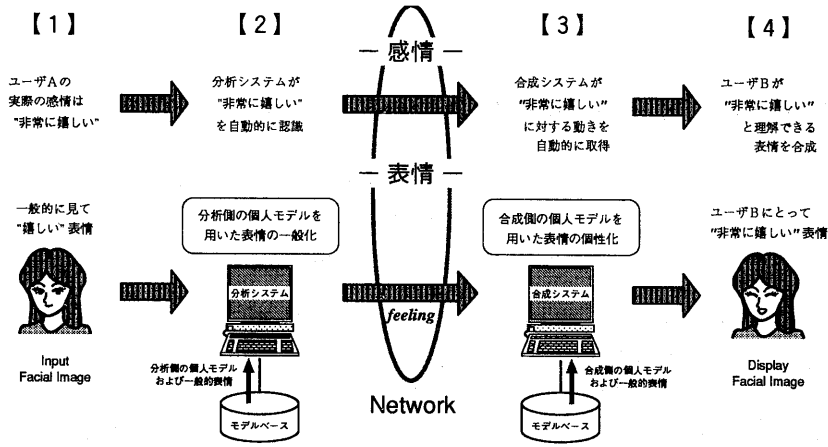 【1】
【2】
【3】
【4】
― 感情 ―
ユーザAの
実際の感情は
"非常に嬉しい"
分析システムが
"非常に嬉しい"
を自動的に認識
合成システムが
"非常に嬉しい"
に対する動きを
自動的に取得
ユーザBが
"非常に嬉しい"
と理解できる
表情を合成
― 表情 ―
一般的に見て
"嬉しい"表情
分析側の個人モデルを
用いた表情の一般化
合成側の個人モデルを
用いた表情の個性化
ユーザBにとって
"非常に嬉しい"表情
分析システム
feeling
合成システム
Input
Facial Image
分析側の個人モデル
および一般的表情
モデルベース
Network
合成側の個人モデル
および一般的表情
モデルベース
Display
Facial Image